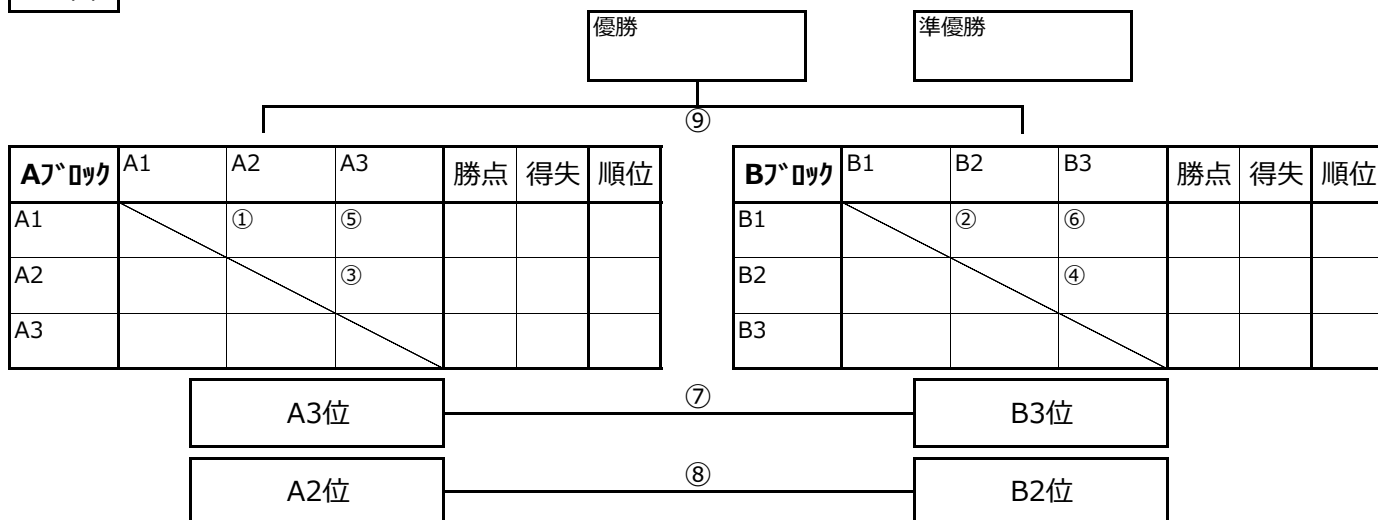 優勝
準優勝
⑨
Aﾌﾞﾛｯｸ A1 A2 A3 勝点 得失 順位
A1 ① ⑤
A2 ③
A3
Bﾌﾞﾛｯｸ B1 B2 B3 勝点 得失 順位
B1 ② ⑥
B2 ④
B3
A3位 ⑦ B3位
A2位 ⑧ B2位